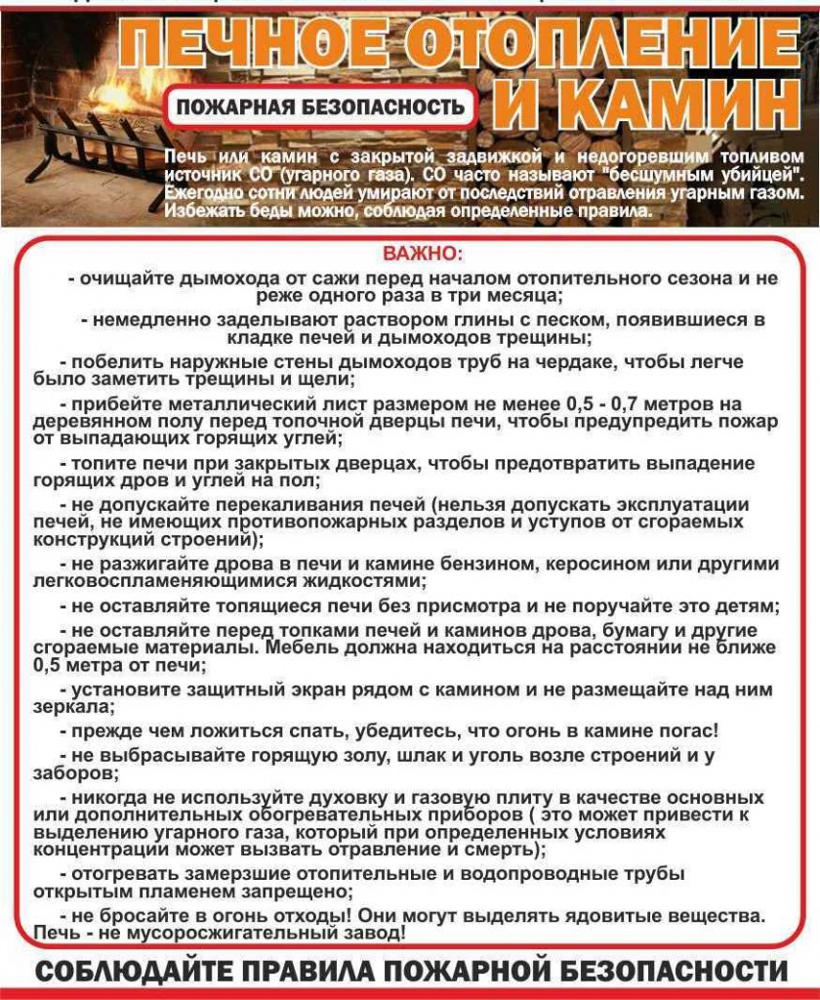 ПЕЧНОЕ ОТОПЛЕНИЕ
И КАМИН
ПОЖАРНАЯ БЕЗОПАСНОСТЬ
Печь или камин с закрытой задвижкой и недогоревшим топливом
источник СО (угарного газа). СО часто называют "бесшумным убийцей".
Ежегодно сотни людей умирают от последствий отравления угарным газом.
Избежать беды можно, соблюдая определенные правила.
ВАЖНО:
- очищайте дымохода от сажи перед началом отопительного сезона и не
реже одного раза в три месяца;
- немедленно заделывают раствором глины с песком, появившиеся в
кладке печей и дымоходов трещины;
- побелить наружные стены дымоходов труб на чердаке, чтобы легче
было заметить трещины и щели;
- прибейте металлический лист размером не менее 0,5 - 0,7 метров на
деревянном полу перед топочной дверцы печи, чтобы предупредить пожар
от выпадающих горящих углей;
- топите печи при закрытых дверцах, чтобы предотвратить выпадение
горящих дров и углей на пол;
- не допускайте перекаливания печей (нельзя допускать эксплуатации
печей, не имеющих противопожарных разделов и уступов от сгораемых
конструкций строений);
- не разжигайте дрова в печи и камине бензином, керосином или другими
легковоспламеняющимися жидкостями;
- не оставляйте топящиеся печи без присмотра и не поручайте это детям;
- не оставляйте перед топками печей и каминов дрова, бумагу и другие
сгораемые материалы. Мебель должна находиться на расстоянии не ближе
0,5 метра от печи;
- установите защитный экран рядом с камином и не размещайте над ним
зеркала;
- прежде чем ложиться спать, убедитесь, что огонь в камине погас!
- не выбрасывайте горящую золу, шлак и уголь возле строений и у
заборов;
- никогда не используйте духовку и газовую плиту в качестве основных
или дополнительных обогревательных приборов ( это может привести к
выделению угарного газа, который при определенных условиях
концентрации может вызвать отравление и смерть);
- отогревать замерзшие отопительные и водопроводные трубы
открытым пламенем запрещено;
- не бросайте в огонь отходы! Они могут выделять ядовитые вещества.
Печь - не мусоросжигательный завод!
СОБЛЮДАЙТЕ ПРАВИЛА ПОЖАРНОЙ БЕЗОПАСНОСТИ